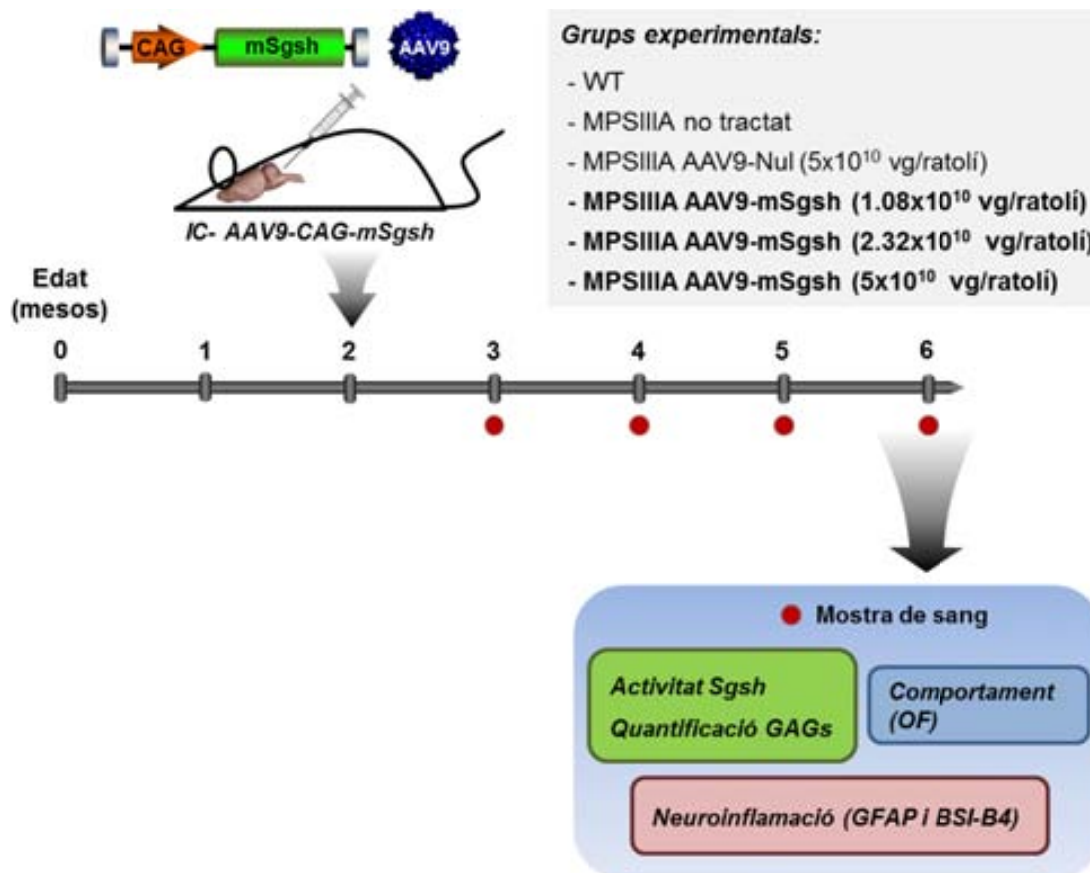 CAG mSgsh AAV9
IC- AAV9-CAG-mSgsh
Grups experimentals:
- WT
- MPSIIIA no tractat
- MPSIIIA AAV9-Nul (5x10¹⁰ vg/ratolí)
- MPSIIIA AAV9-mSgsh (1.08x10¹⁰ vg/ratolí)
- MPSIIIA AAV9-mSgsh (2.32x10¹⁰ vg/ratolí)
- MPSIIIA AAV9-mSgsh (5x10¹⁰ vg/ratolí)
Edat
(mesos)
0 1 2 3 4 5 6
Mostra de sang
Activitat Sgsh
Quantificació GAGs
Comportament
(OF)
Neuroinflamació (GFAP i BSI-B4)